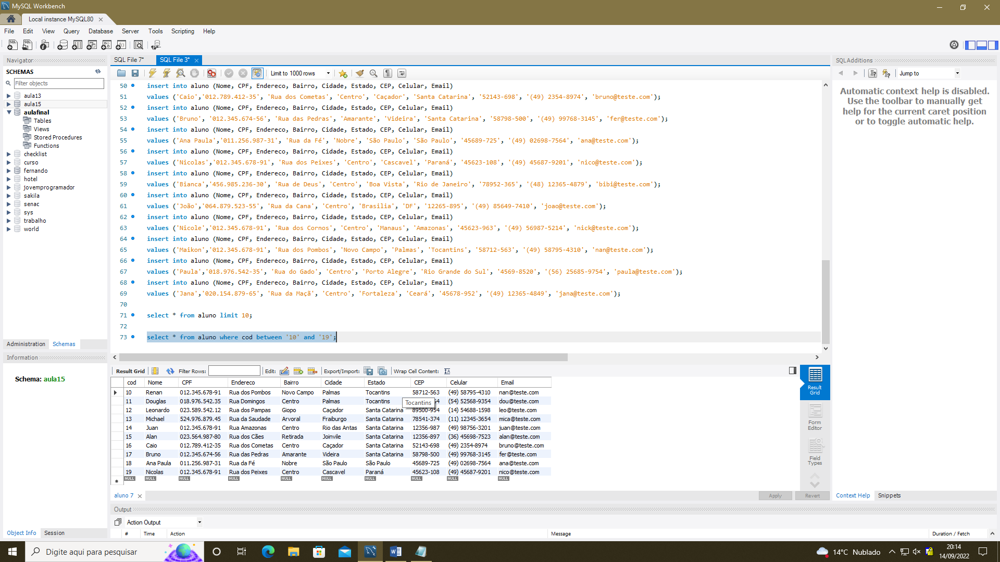 MySQL Workbench
Local instance MySQL80
File Edit View Query Database Server Tools Scripting Help
Navigator
SCHEMAS
Filter objects
aula13
aula15
aulafinal
Tables
Views
Stored Procedures
Functions
checklist
curso
fernando
hotel
jovemprogramador
sakila
senac
sys
trabalho
world
Administration Schemas
Information
Schema: aula15
Object Info Session
SQL File 7* SQL File 3*
Limit to 1000 rows
50 insert into aluno (Nome, CPF, Endereco, Bairro, Cidade, Estado, CEP, Celular, Email)
51 values ('Caio','012.789.412-35', 'Rua dos Cometas', 'Centro', 'Caçador', 'Santa Catarina', '52143-698', '(49) 2354-8974', 'bruno@teste.com');
52 insert into aluno (Nome, CPF, Endereco, Bairro, Cidade, Estado, CEP, Celular, Email)
53 values ('Bruno', '012.345.674-56', 'Rua das Pedras', 'Amarante', 'Videira', 'Santa Catarina', '58798-500', '(49) 99768-3145', 'fer@teste.com');
54 insert into aluno (Nome, CPF, Endereco, Bairro, Cidade, Estado, CEP, Celular, Email)
55 values ('Ana Paula','011.256.987-31', 'Rua da Fé', 'Nobre', 'São Paulo', 'São Paulo', '45689-725', '(49) 02698-7564', 'ana@teste.com');
56 insert into aluno (Nome, CPF, Endereco, Bairro, Cidade, Estado, CEP, Celular, Email)
57 values ('Nicolas','012.345.678-91', 'Rua dos Peixes', 'Centro', 'Cascavel', 'Paraná', '45623-108', '(49) 45687-9201', 'nico@teste.com');
58 insert into aluno (Nome, CPF, Endereco, Bairro, Cidade, Estado, CEP, Celular, Email)
59 values ('Bianca','456.985.236-30', 'Rua de Deus', 'Centro', 'Boa Vista', 'Rio de Janeiro', '78952-365', '(48) 12365-4879', 'bibi@teste.com');
60 insert into aluno (Nome, CPF, Endereco, Bairro, Cidade, Estado, CEP, Celular, Email)
61 values ('João','064.879.523-55', 'Rua da Cana', 'Centro', 'Brasilia', 'DF', '12265-895', '(49) 85649-7410', 'joao@teste.com');
62 insert into aluno (Nome, CPF, Endereco, Bairro, Cidade, Estado, CEP, Celular, Email)
63 values ('Nicole','012.345.678-91', 'Rua dos Cornos', 'Centro', 'Manaus', 'Amazonas', '45623-963', '(49) 56987-5214', 'nick@teste.com');
64 insert into aluno (Nome, CPF, Endereco, Bairro, Cidade, Estado, CEP, Celular, Email)
65 values ('Maikon','012.345.678-91', 'Rua dos Pombos', 'Novo Campo', 'Palmas', 'Tocantins', '58712-563', '(49) 58795-4310', 'nan@teste.com');
66 insert into aluno (Nome, CPF, Endereco, Bairro, Cidade, Estado, CEP, Celular, Email)
67 values ('Paula','018.976.542-35', 'Rua do Gado', 'Centro', 'Porto Alegre', 'Rio Grande do Sul', '4569-8520', '(56) 25685-9754', 'paula@teste.com');
68 insert into aluno (Nome, CPF, Endereco, Bairro, Cidade, Estado, CEP, Celular, Email)
69 values ('Jana','020.154.879-65', 'Rua da Maçã', 'Centro', 'Fortaleza', 'Ceará', '45678-952', '(49) 12365-4849', 'jana@teste.com');
70
71 select * from aluno limit 10;
72
73 select * from aluno where cod between '10' and '19';
Result Grid Filter Rows: Edit: Export/Import: Wrap Cell Content:
cod Nome CPF Endereco Bairro Cidade Estado CEP Celular Email
10 Renan 012.345.678-91 Rua dos Pombos Novo Campo Palmas Tocantins 58712-563 (49) 58795-4310 nan@teste.com
11 Douglas 018.976.542.35 Rua Domingos Centro Palmas Tocantins (54) 52568-9354 dou@teste.com
Tocantins
12 Leonardo 023.589.542.12 Rua dos Pampas Giopo Caçador Santa Catarina 89500-954 (14) 54688-1598 leo@teste.com
13 Michael 524.976.879.45 Rua da Saudade Arvoral Fraiburgo Santa Catarina 78541-374 (11) 12345-3654 mica@teste.com
14 Juan 012.345.678-91 Rua Amazonas Centro Rio das Antas Santa Catarina 12356-987 (49) 98756-3201 juan@teste.com
15 Alan 023.564.987-80 Rua dos Cães Retirada Joinvile Santa Catarina 12356-897 (36) 45698-7523 alan@teste.com
16 Caio 012.789.412-35 Rua dos Cometas Centro Caçador Santa Catarina 52143-698 (49) 2354-8974 bruno@teste.com
17 Bruno 012.345.674-56 Rua das Pedras Amarante Videira Santa Catarina 58798-500 (49) 99768-3145 fer@teste.com
18 Ana Paula 011.256.987-31 Rua da Fé Nobre São Paulo São Paulo 45689-725 (49) 02698-7564 ana@teste.com
19 Nicolas 012.345.678-91 Rua dos Peixes Centro Cascavel Paraná 45623-108 (49) 45687-9201 nico@teste.com
NULL NULL NULL NULL NULL NULL NULL NULL NULL NULL
Result Grid
Form Editor
Field Types
aluno 7
Apply Revert
Output
Action Output
# Time Action Message Duration / Fetch
SQLAdditions
Jump to
Automatic context help is disabled.
Use the toolbar to manually get
help for the current caret position
or to toggle automatic help.
Context Help Snippets
Digite aqui para pesquisar
14°C Nublado
20:14
14/09/2022